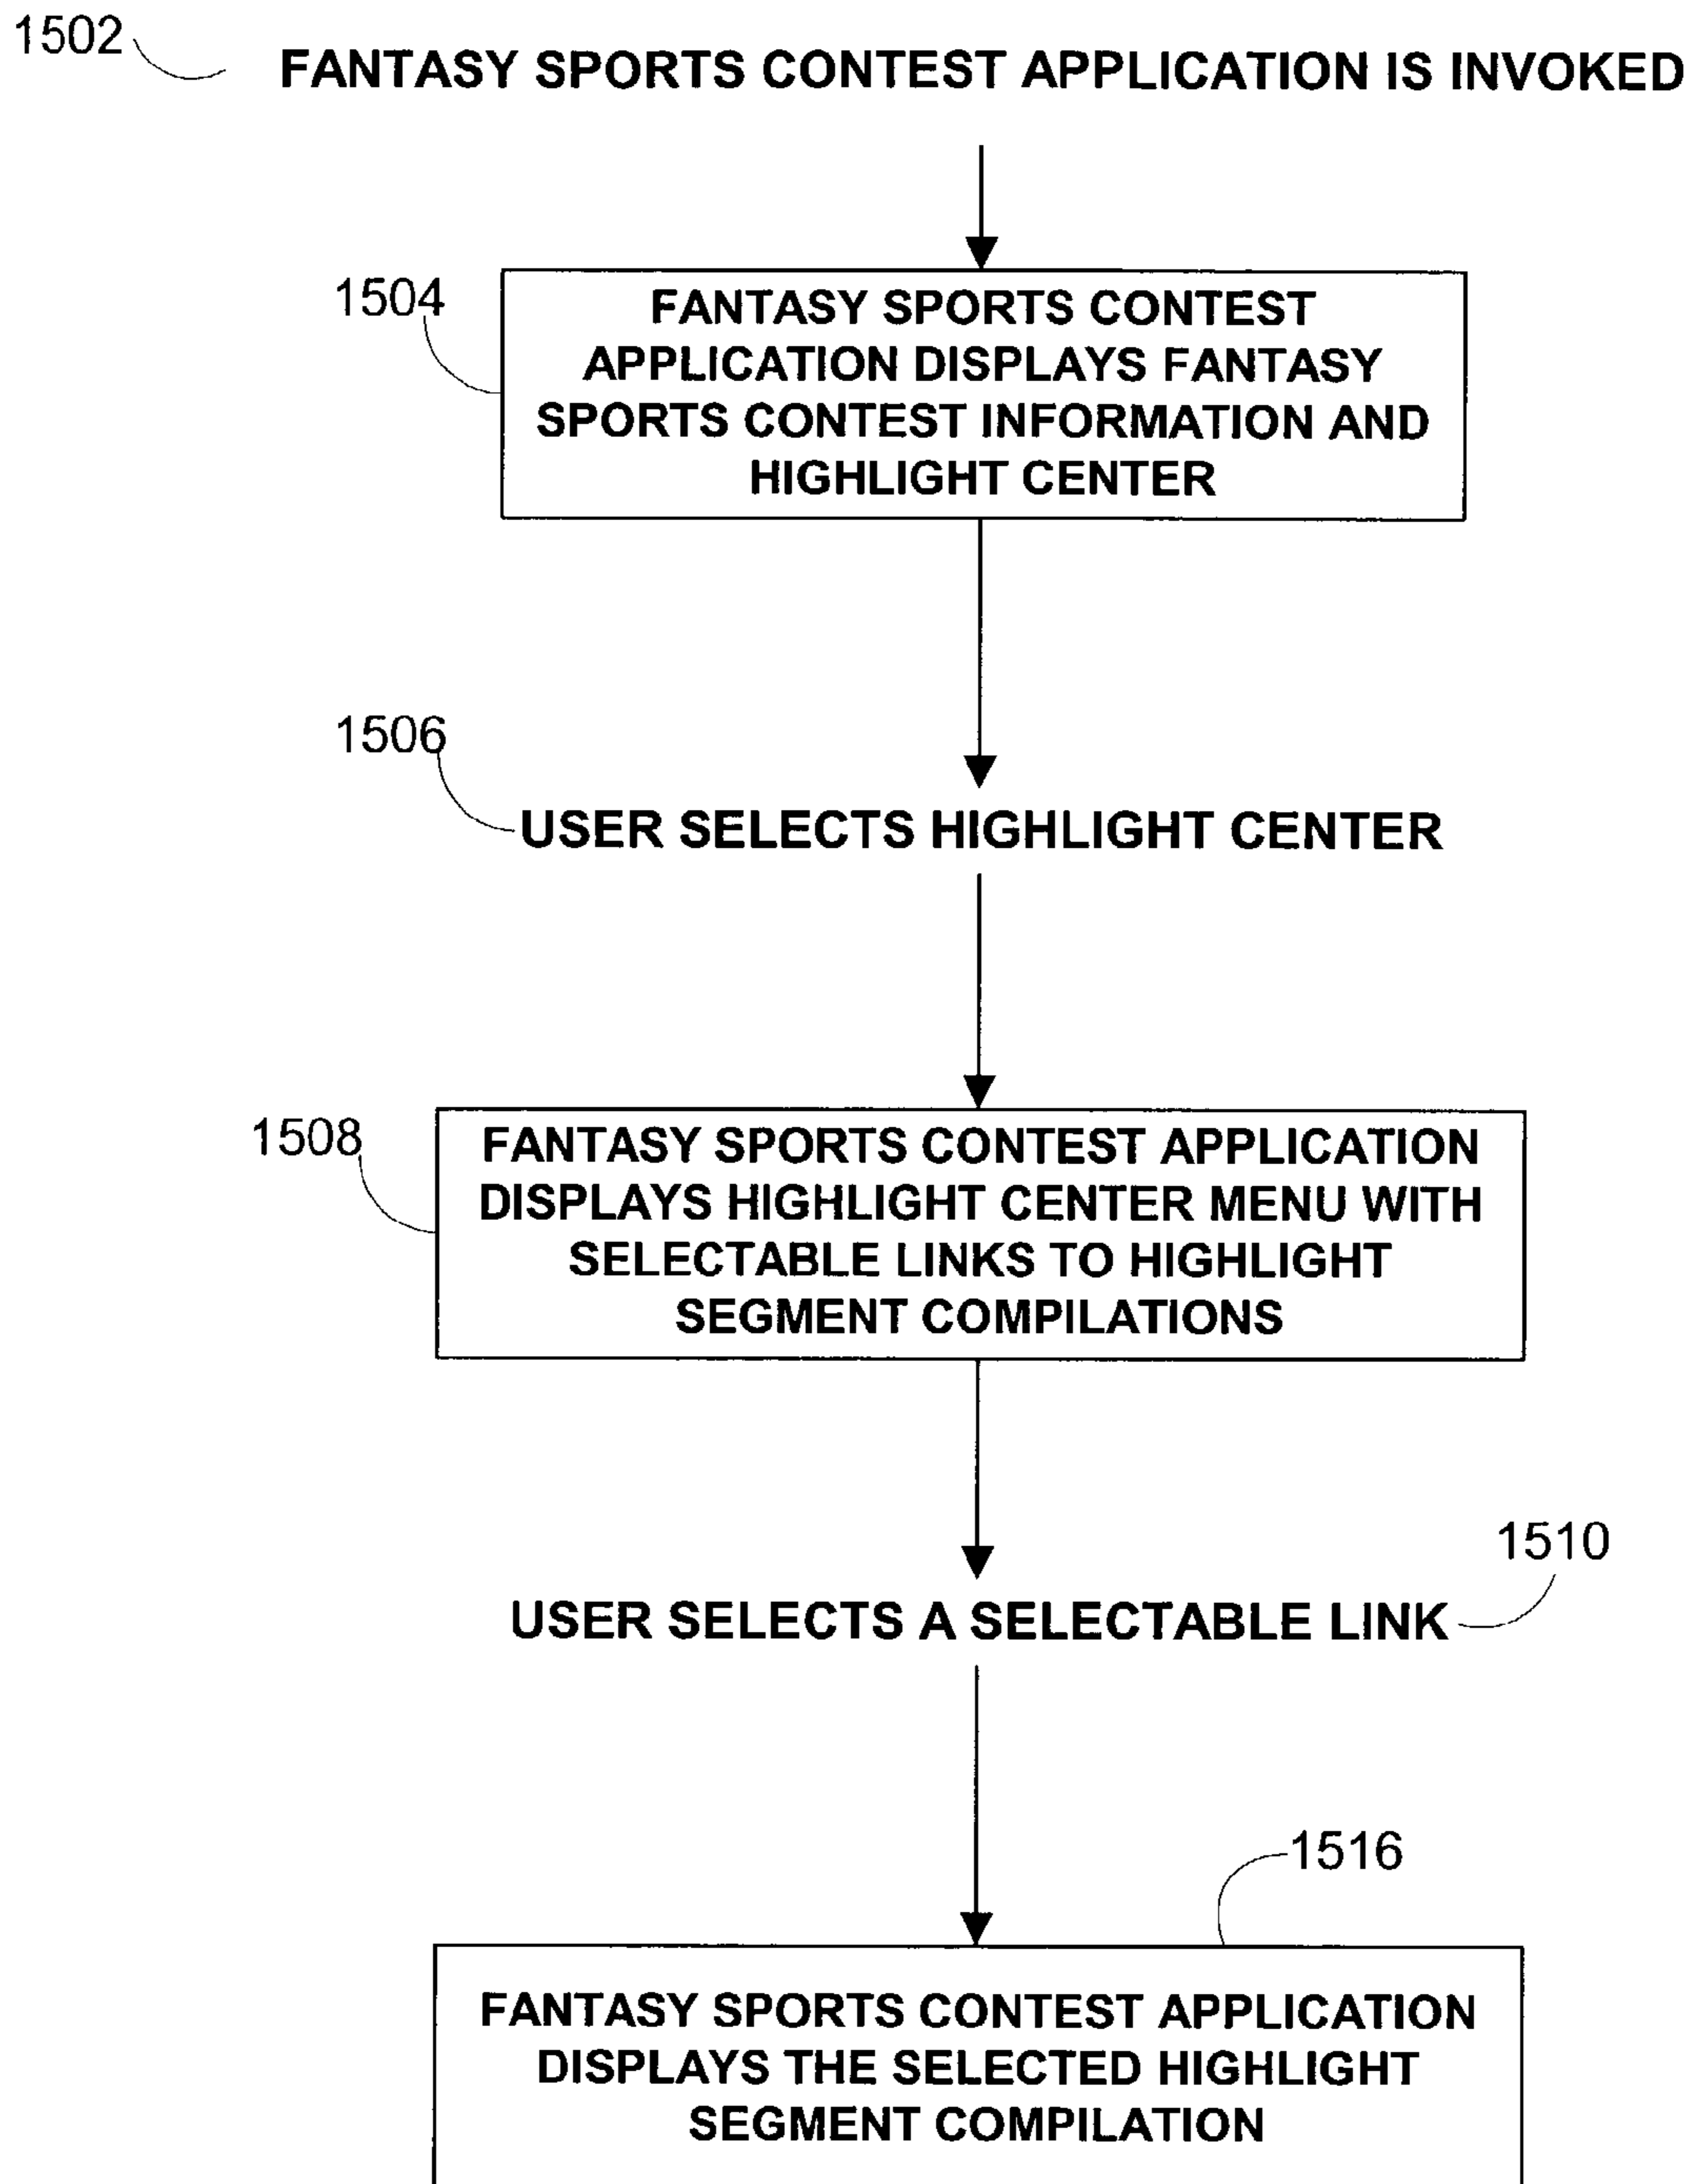 1502
FANTASY SPORTS CONTEST APPLICATION IS INVOKED
1504
FANTASY SPORTS CONTEST
APPLICATION DISPLAYS FANTASY
SPORTS CONTEST INFORMATION AND
HIGHLIGHT CENTER
1506
USER SELECTS HIGHLIGHT CENTER
1508
FANTASY SPORTS CONTEST APPLICATION
DISPLAYS HIGHLIGHT CENTER MENU WITH
SELECTABLE LINKS TO HIGHLIGHT
SEGMENT COMPILATIONS
1510
USER SELECTS A SELECTABLE LINK
1516
FANTASY SPORTS CONTEST APPLICATION
DISPLAYS THE SELECTED HIGHLIGHT
SEGMENT COMPILATION